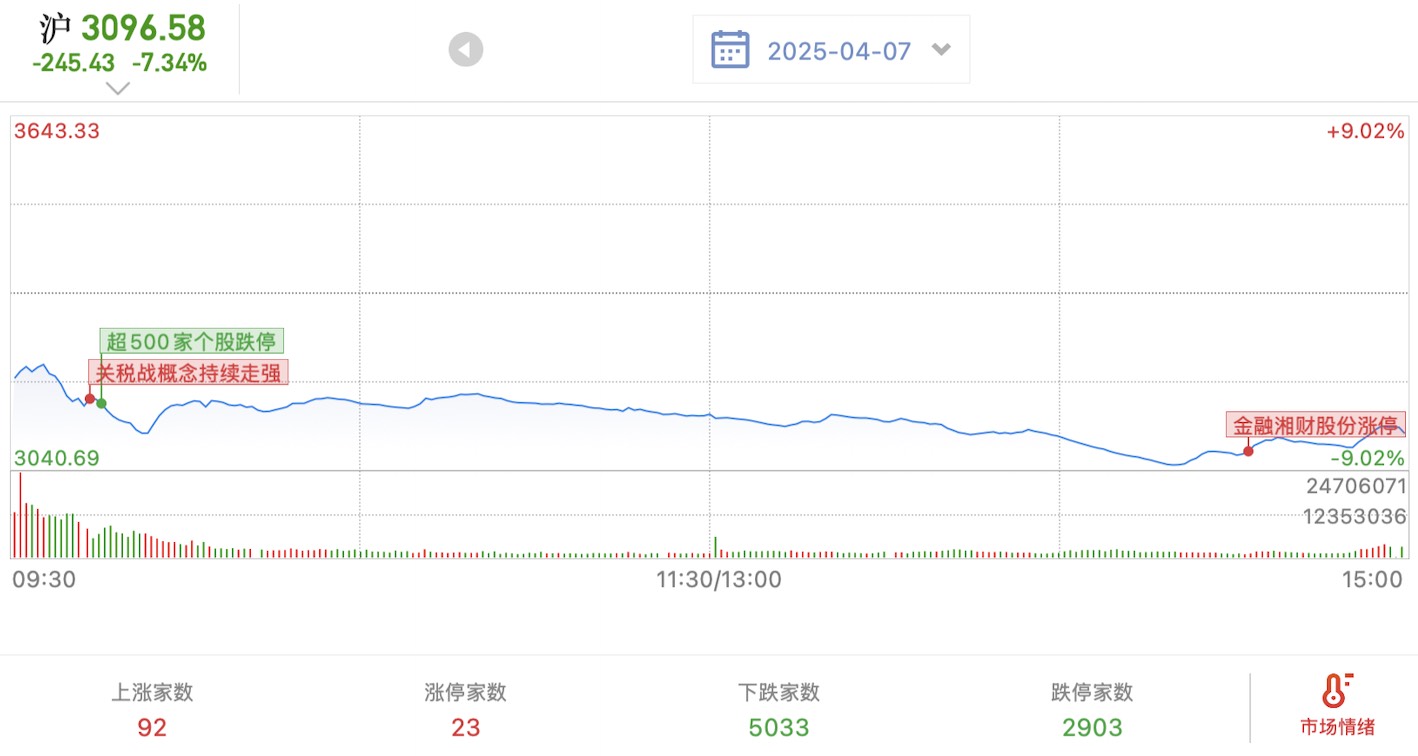 沪 3096.58
-245.43 -7.34%
2025-04-07
3643.33
+9.02%
超500家个股跌停
关税战概念持续走强
金融湘财股份涨停
3040.69
-9.02%
24706071
12353036
09:30
11:30/13:00
15:00
上涨家数
涨停家数
下跌家数
跌停家数
92
23
5033
2903
市场情绪